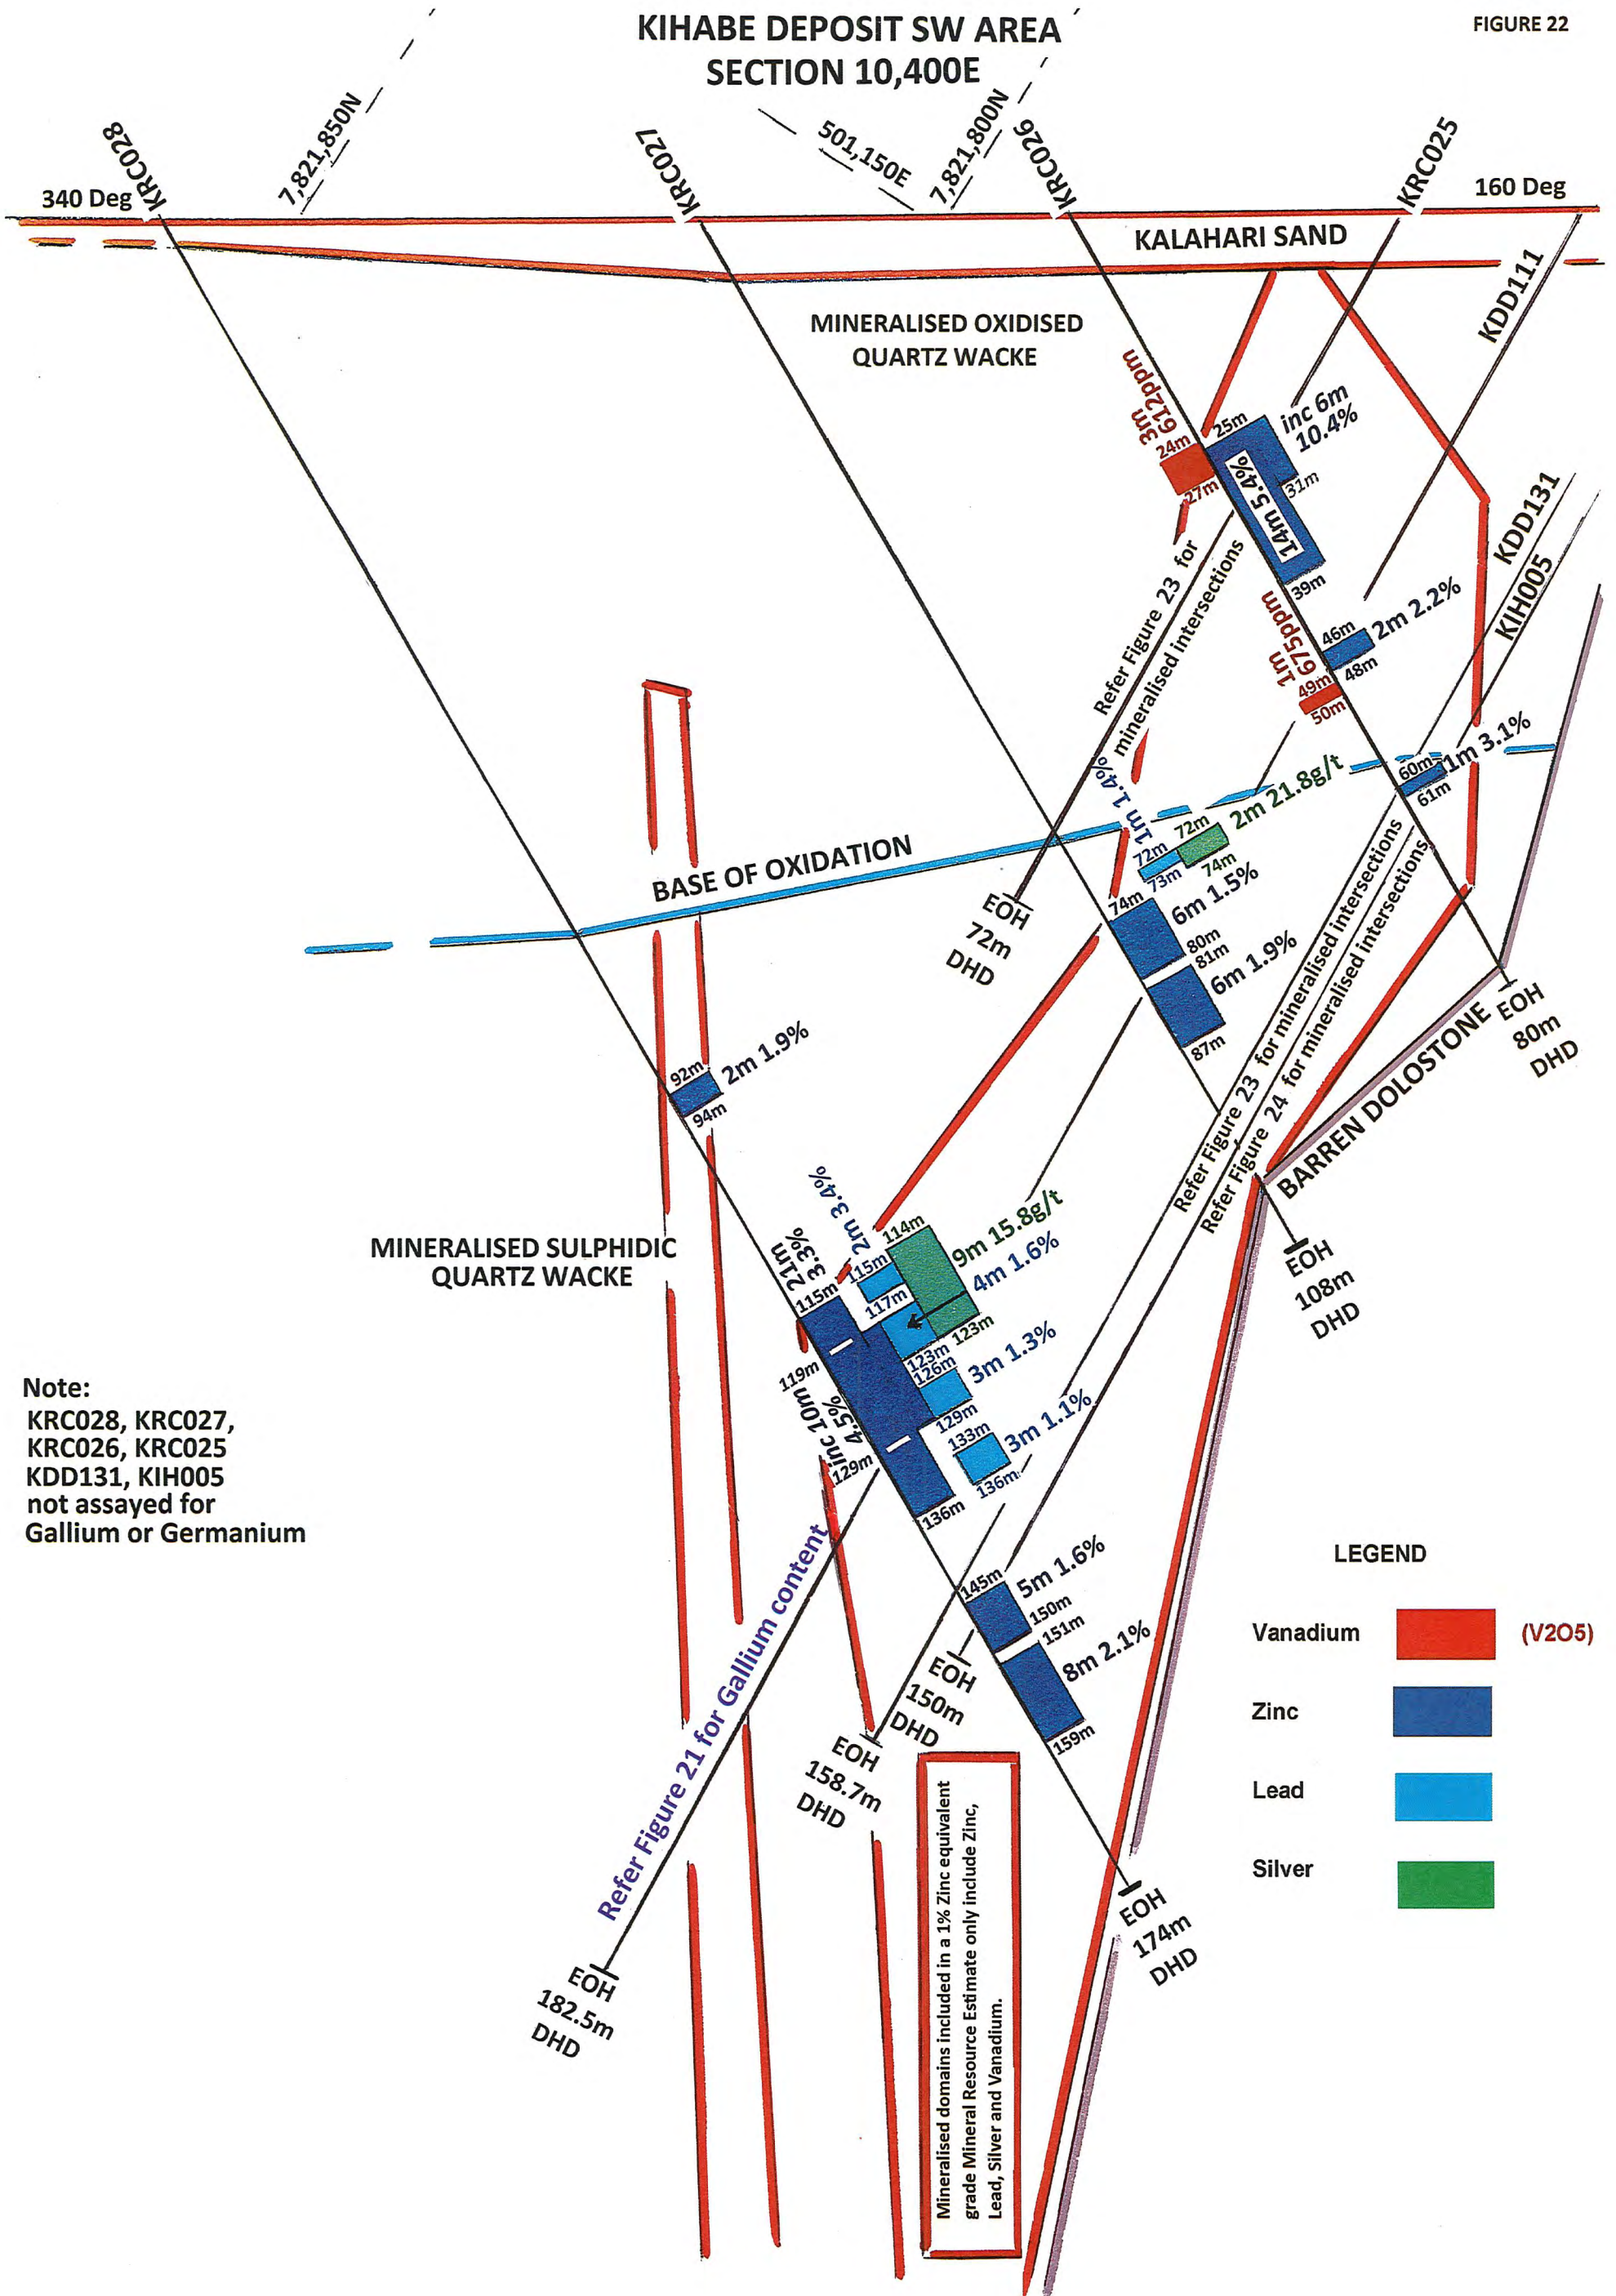 KIHABE DEPOSIT SW AREA
SECTION 10,400E
FIGURE 22
340 Deg
KRC028
7,821,850N
KRC027
501,150E
7,821,800N
KRC026
KRC025
160 Deg
KALAHARI SAND
KDD111
MINERALISED OXIDISED
QUARTZ WACKE
3m
612ppm
24m
27m
25m
inc 6m
10.4%
31m
14m 5.4%
39m
KDD131
KIH005
Refer Figure 23 for
mineralised intersections
1m
675ppm
46m
2m 2.2%
48m
49m
50m
60m
1m 3.1%
61m
BASE OF OXIDATION
1m 1.4%
72m
73m
72m
2m 21.8g/t
74m
74m
6m 1.5%
80m
81m
6m 1.9%
87m
EOH
72m
DHD
Refer Figure 23 for mineralised intersections
Refer Figure 24 for mineralised intersections
EOH
80m
DHD
BARREN DOLOSTONE
92m
2m 1.9%
94m
EOH
108m
DHD
MINERALISED SULPHIDIC
QUARTZ WACKE
21m
3.3%
115m
2m 3.4%
115m
117m
114m
9m 15.8g/t
4m 1.6%
123m
123m
126m
3m 1.3%
129m
119m
inc 10m
4.5%
129m
133m
3m 1.1%
136m
136m
Note:
KRC028, KRC027,
KRC026, KRC025
KDD131, KIH005
not assayed for
Gallium or Germanium
Refer Figure 21 for Gallium content
145m
5m 1.6%
150m
151m
8m 2.1%
159m
EOH
150m
DHD
EOH
158.7m
DHD
EOH
174m
DHD
EOH
182.5m
DHD
Mineralised domains included in a 1% Zinc equivalent
grade Mineral Resource Estimate only include Zinc,
Lead, Silver and Vanadium.
LEGEND
Vanadium (V2O5)
Zinc
Lead
Silver